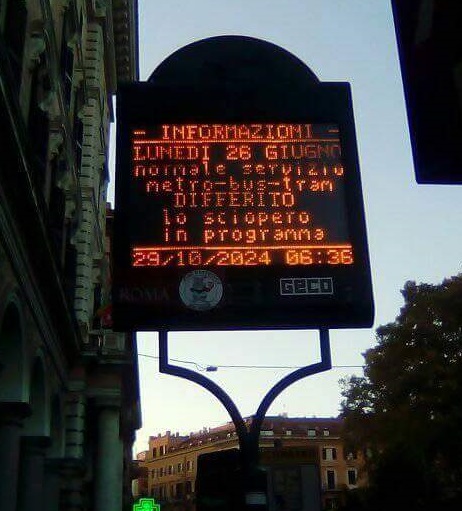 - INFORMAZIONI -
LUNEDI 26 GIUGNO
normale servizio
metro-bus-tram
DIFFERITO
lo sciopero
in programma
29/10/2024 06:36
ROMA
GECO